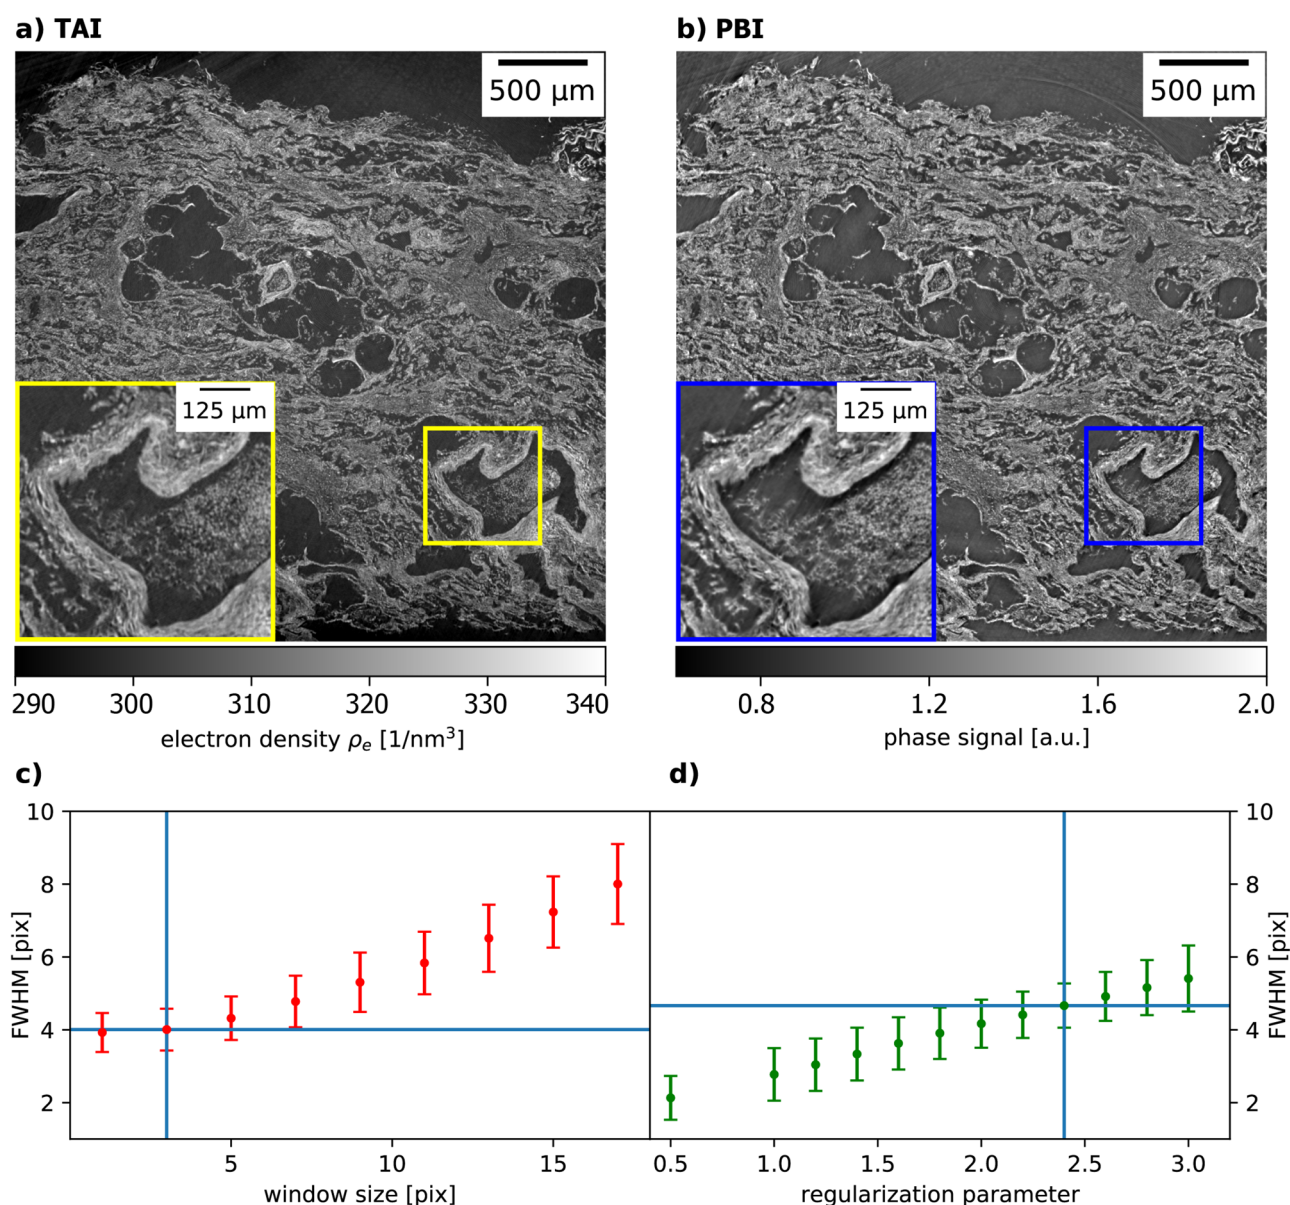 a) TAI
b) PBI
500 μm
500 μm
125 μm
125 μm
290 300 310 320 330 340
electron density ρₑ [1/nm³]
0.8 1.2 1.6 2.0
phase signal [a.u.]
c)
d)
10
8
6
4
2
FWHM [pix]
5 10 15
window size [pix]
10
8
6
4
2
FWHM [pix]
0.5 1.0 1.5 2.0 2.5 3.0
regularization parameter